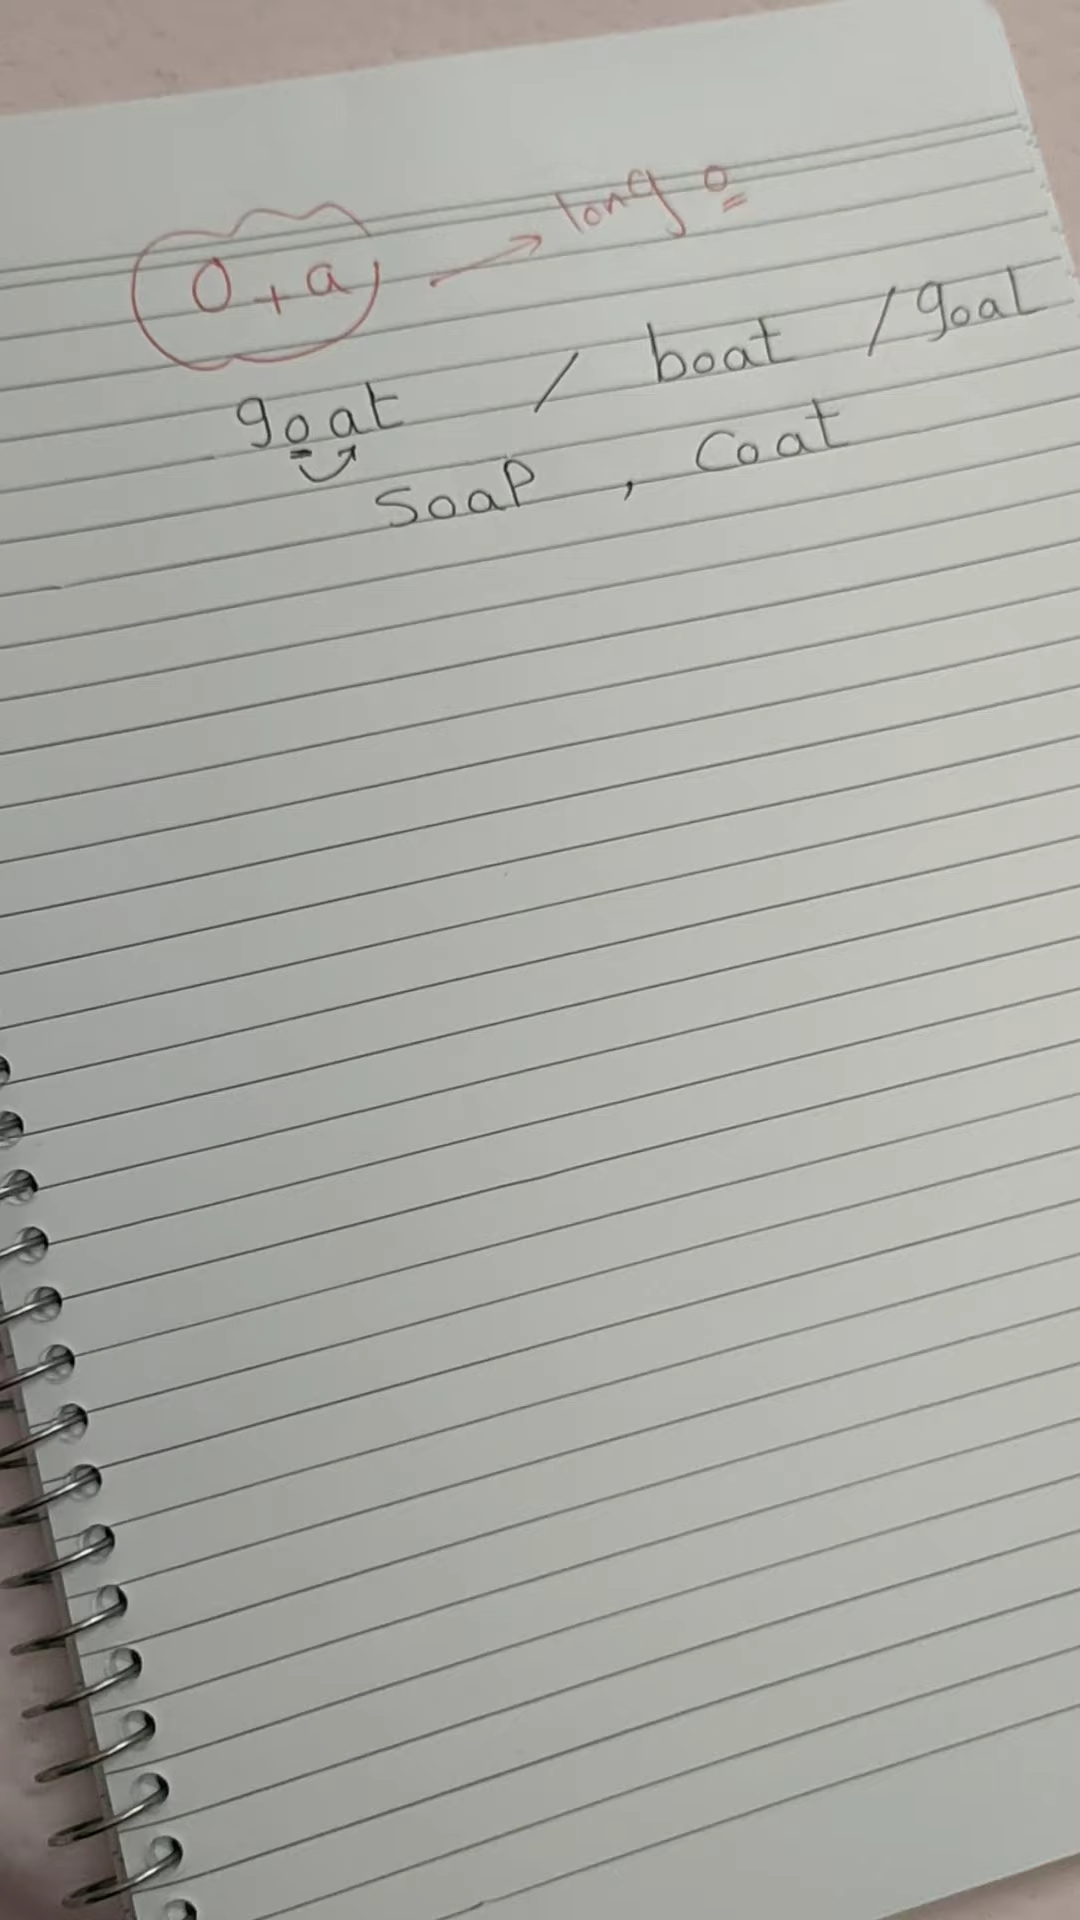 O + a → long o
goat / boat / goal
soap , coat